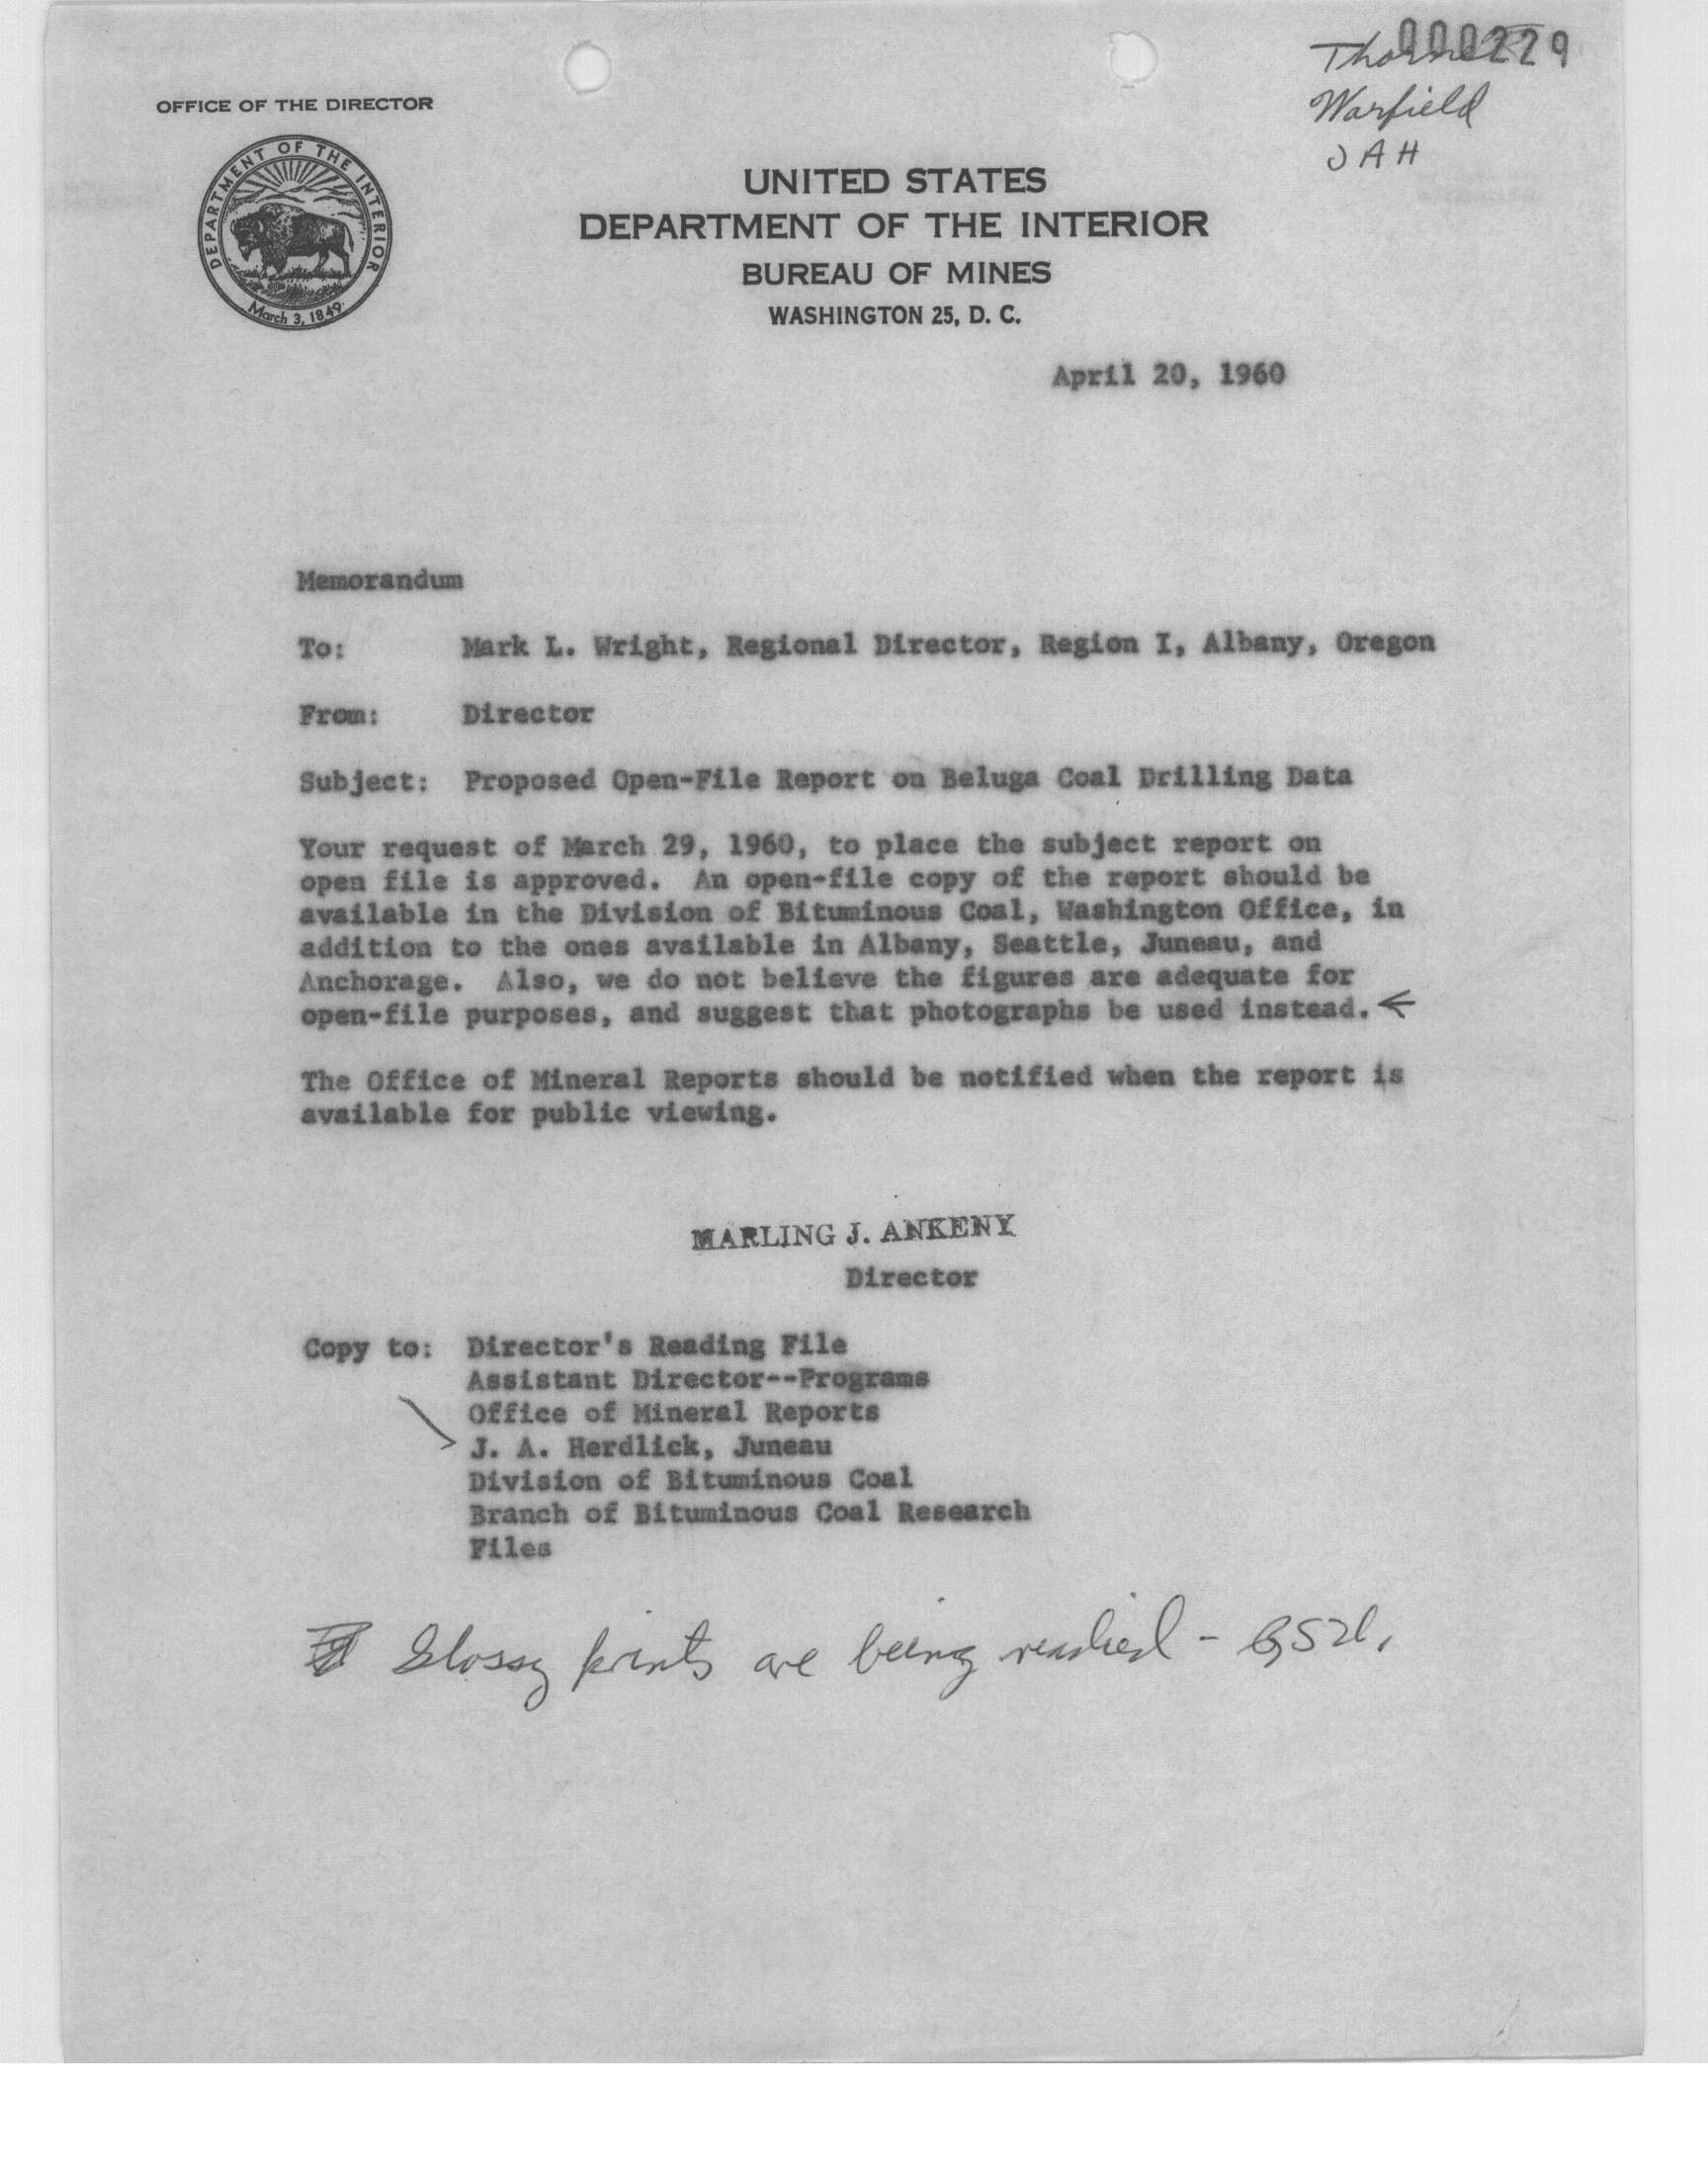 000229
Warfield
JAH
OFFICE OF THE DIRECTOR
DEPARTMENT OF THE INTERIOR
March 3, 1849
UNITED STATES
DEPARTMENT OF THE INTERIOR
BUREAU OF MINES
WASHINGTON 25, D. C.
April 20, 1960
Memorandum
To: Mark L. Wright, Regional Director, Region I, Albany, Oregon
From: Director
Subject: Proposed Open-File Report on Beluga Coal Drilling Data
Your request of March 29, 1960, to place the subject report on
open file is approved. An open-file copy of the report should be
available in the Division of Bituminous Coal, Washington Office, in
addition to the ones available in Albany, Seattle, Juneau, and
Anchorage. Also, we do not believe the figures are adequate for
open-file purposes, and suggest that photographs be used instead.
The Office of Mineral Reports should be notified when the report is
available for public viewing.
MARLING J. ANKENY
Director
Copy to: Director's Reading File
Assistant Director--Programs
Office of Mineral Reports
J. A. Herdlick, Juneau
Division of Bituminous Coal
Branch of Bituminous Coal Research
Files
Glossy prints are being